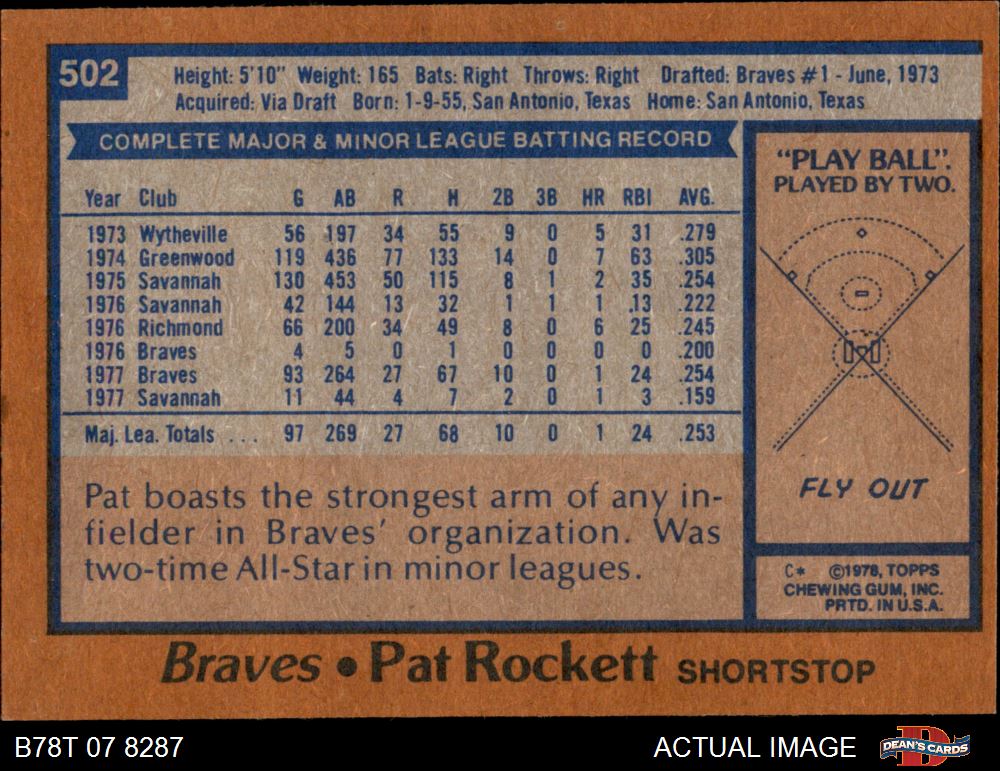 502
Height: 5'10" Weight: 165 Bats: Right Throws: Right Drafted: Braves #1 - June, 1973
Acquired: Via Draft Born: 1-9-55, San Antonio, Texas Home: San Antonio, Texas
COMPLETE MAJOR & MINOR LEAGUE BATTING RECORD
Year Club G AB R H 2B 3B HR RBI AVG.
1973 Wytheville 56 197 34 55 9 0 5 31 .279
1974 Greenwood 119 436 77 133 14 0 7 63 .305
1975 Savannah 130 453 50 115 8 1 2 35 .254
1976 Savannah 42 144 13 32 1 1 1 .13 .222
1976 Richmond 66 200 34 49 8 0 6 25 .245
1976 Braves 4 5 0 1 0 0 0 0 .200
1977 Braves 93 264 27 67 10 0 1 24 .254
1977 Savannah 11 44 4 7 2 0 1 3 .159
Maj. Lea. Totals ... 97 269 27 68 10 0 1 24 .253
Pat boasts the strongest arm of any in-
fielder in Braves' organization. Was
two-time All-Star in minor leagues.
"PLAY BALL".
PLAYED BY TWO.
FLY OUT
C* ©1978, TOPPS
CHEWING GUM, INC.
PRTD. IN U.S.A.
Braves • Pat Rockett SHORTSTOP
B78T 07 8287
ACTUAL IMAGE
DEAN'S CARDS